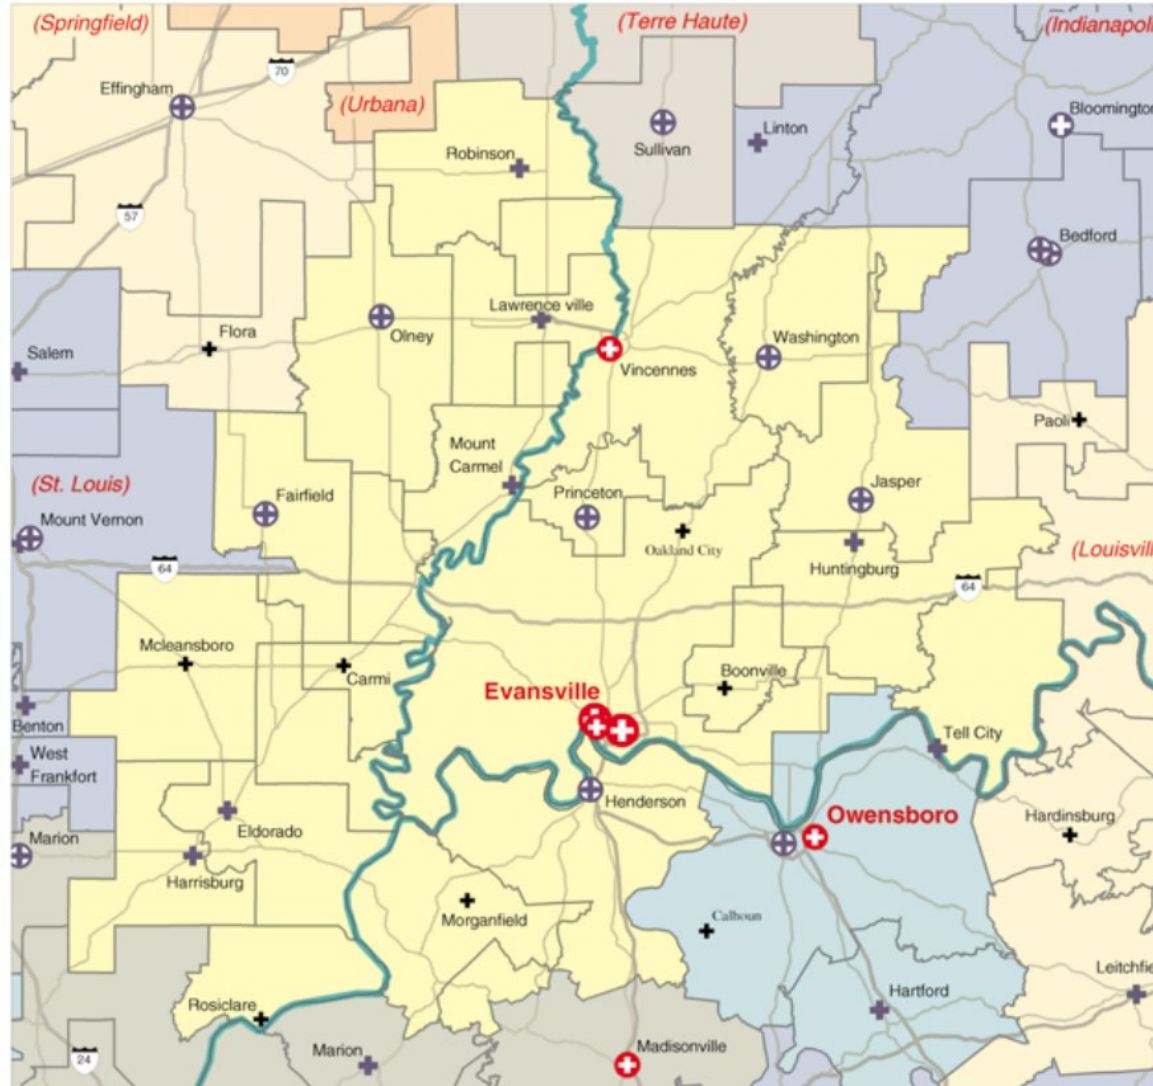 (Springfield)
(Terre Haute)
(Indianapoli
70
Effingham
(Urbana)
Bloomington
Linton
Sullivan
Robinson
57
Bedford
Lawrence ville
Flora
Olney
Washington
Salem
Vincennes
Paoli
Mount
Carmel
(St. Louis)
Fairfield
Princeton
Jasper
Mount Vernon
Oakland City
(Louisvill
64
Huntingburg
64
Mcleansboro
Carmi
Boonville
Evansville
Benton
Tell City
West
Frankfort
Henderson
Owensboro
Hardinsburg
Marion
Eldorado
Harrisburg
Morganfield
Calhoun
Leitchfie
Rosiclare
Hartford
24
Marion
Madisonville